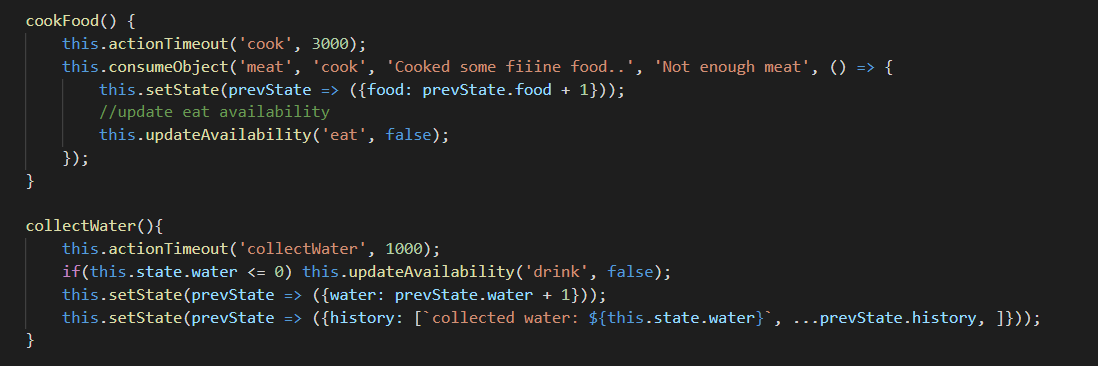 cookFood() {
this.actionTimeout('cook', 3000);
this.consumeObject('meat', 'cook', 'Cooked some fiiine food..', 'Not enough meat', () => {
this.setState(prevState => ({food: prevState.food + 1}));
//update eat availability
this.updateAvailability('eat', false);
});
}
collectWater(){
this.actionTimeout('collectWater', 1000);
if(this.state.water <= 0) this.updateAvailability('drink', false);
this.setState(prevState => ({water: prevState.water + 1}));
this.setState(prevState => ({history: [`collected water: ${this.state.water}`, ...prevState.history, ]}));
}